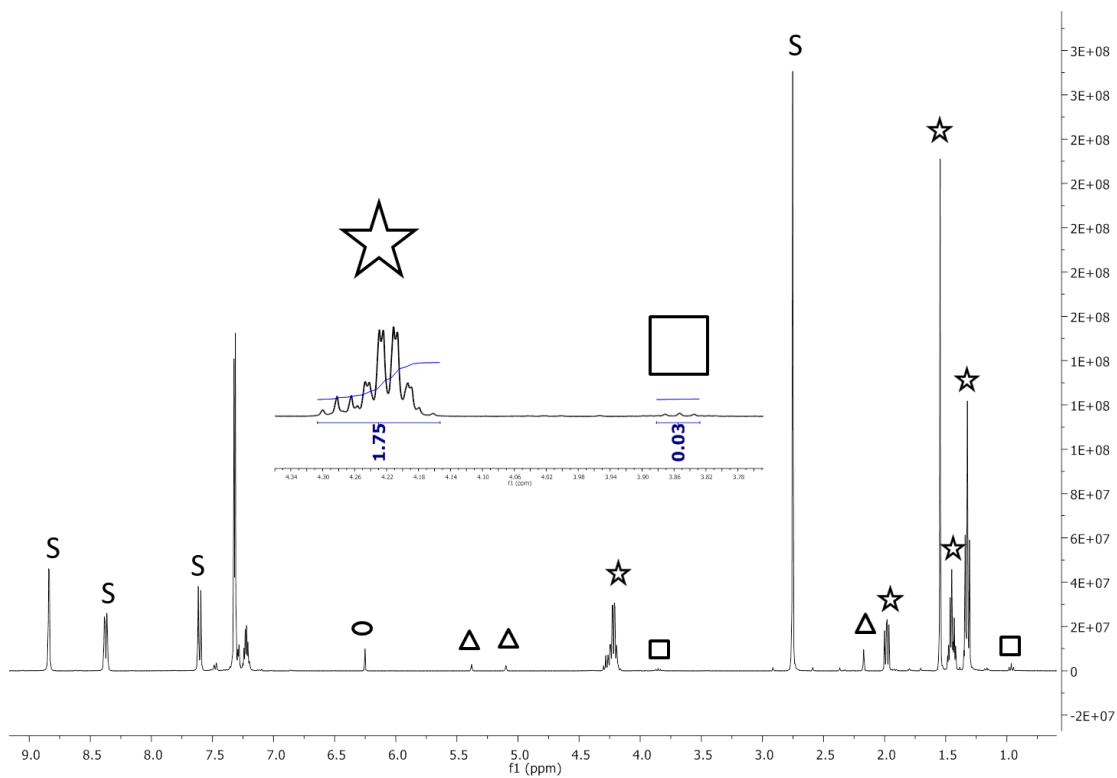 S
S
S
S
3E+08
3E+08
2E+08
2E+08
2E+08
2E+08
2E+08
1E+08
1E+08
1E+08
8E+07
6E+07
4E+07
2E+07
0
-2E+07
1.75
0.03
4.34 4.30 4.26 4.22 4.18 4.14 4.10 4.06 4.02 3.98 3.94 3.90 3.86 3.82 3.78
f1 (ppm)
9.0 8.5 8.0 7.5 7.0 6.5 6.0 5.5 5.0 4.5 4.0 3.5 3.0 2.5 2.0 1.5 1.0
f1 (ppm)